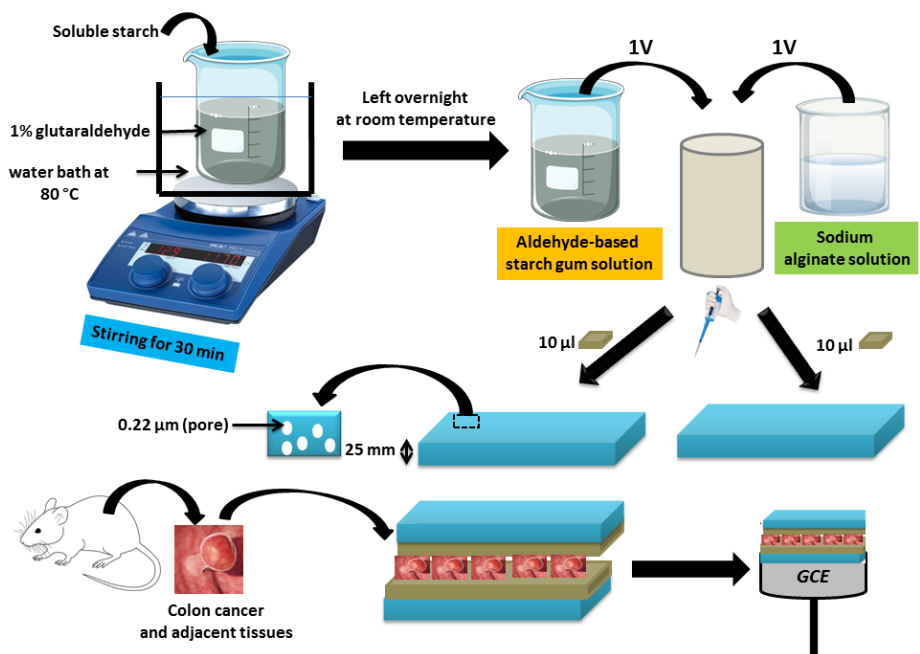 Soluble starch
1% glutaraldehyde
water bath at
80 °C
Stirring for 30 min
Left overnight
at room temperature
1V
1V
Aldehyde-based
starch gum solution
Sodium
alginate solution
10 µl
10 µl
0.22 µm (pore)
25 mm
Colon cancer
and adjacent tissues
GCE